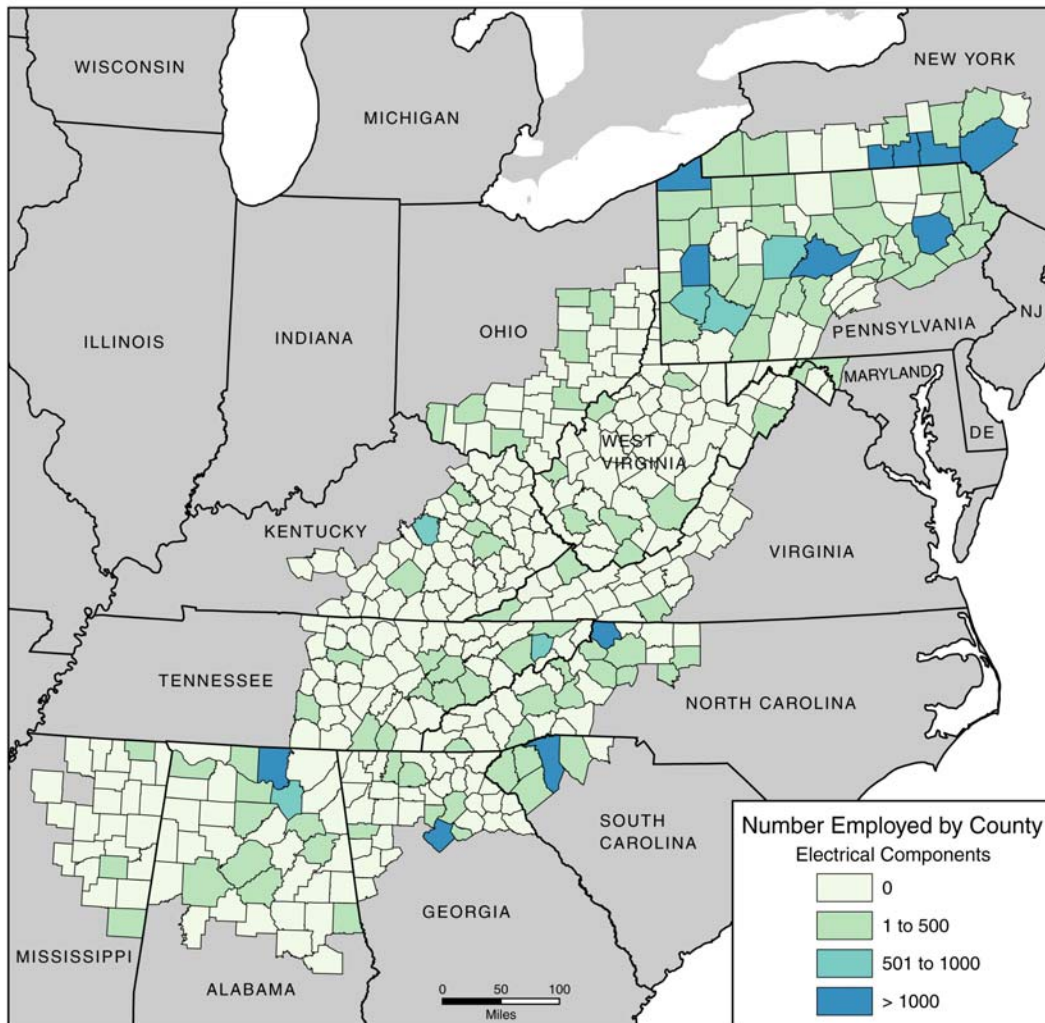 WISCONSIN
MICHIGAN
NEW YORK
ILLINOIS
INDIANA
OHIO
PENNSYLVANIA
NJ
MARYLAND
DE
WEST
VIRGINIA
KENTUCKY
VIRGINIA
TENNESSEE
NORTH CAROLINA
SOUTH
CAROLINA
GEORGIA
MISSISSIPPI
ALABAMA
0 50 100
Miles
Number Employed by County
Electrical Components
0
1 to 500
501 to 1000
> 1000